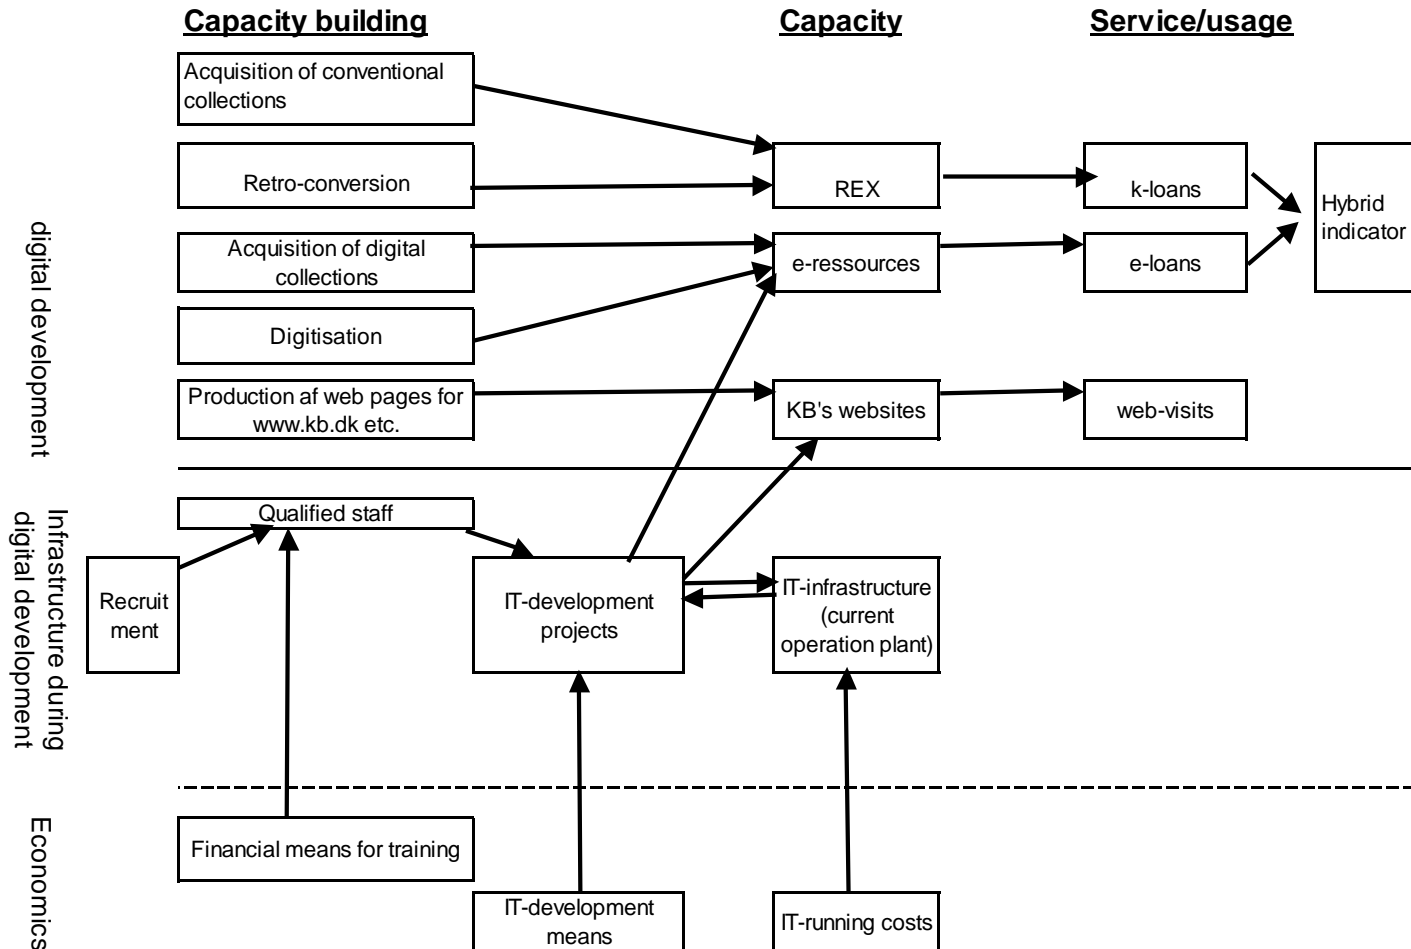 Capacity building
Capacity
Service/usage
Acquisition of conventional
collections
Retro-conversion
REX
k-loans
Hybrid
indicator
Acquisition of digital
collections
e-ressources
e-loans
Digitisation
Production af web pages for
www.kb.dk etc.
KB's websites
web-visits
digital development
Qualified staff
Recruit
ment
IT-development
projects
IT-infrastructure
(current
operation plant)
Infrastructure during
digital development
Financial means for training
IT-development
means
IT-running costs
Economics